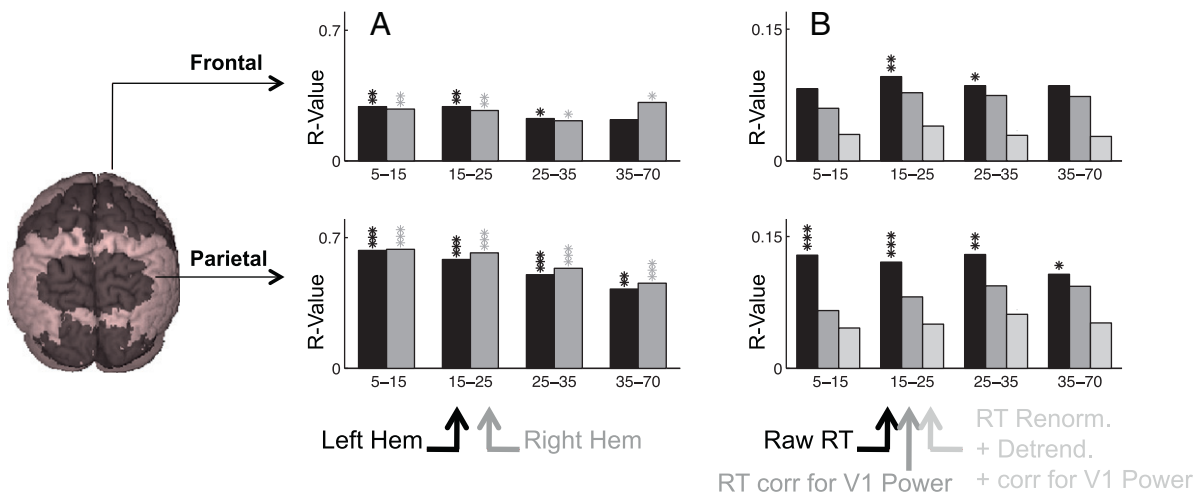 A
B
Frontal
Parietal
R-Value
0.7
0
** ** ** ** * * *
5–15 15–25 25–35 35–70
R-Value
0.15
0
** *
5–15 15–25 25–35 35–70
R-Value
0.7
0
*** *** *** *** *** *** ** ***
5–15 15–25 25–35 35–70
R-Value
0.15
0
*** *** ** *
5–15 15–25 25–35 35–70
Left Hem
Right Hem
Raw RT
RT corr for V1 Power
RT Renorm.
+ Detrend.
+ corr for V1 Power